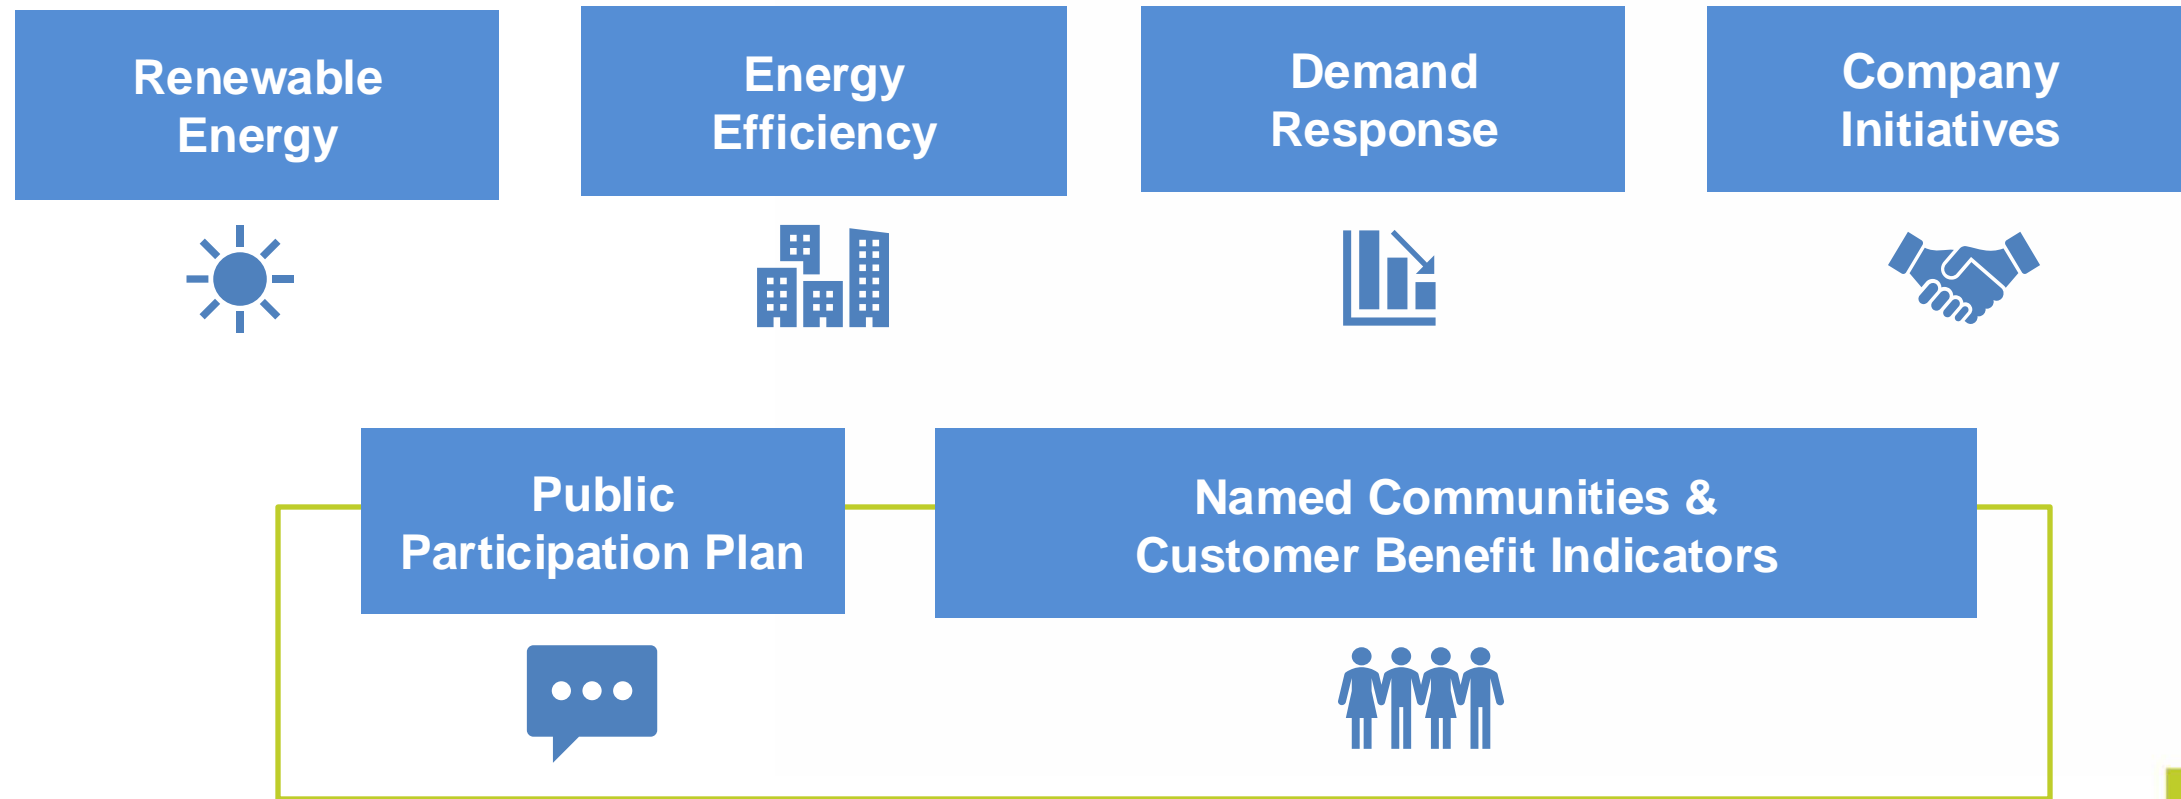 Renewable
Energy
Energy
Efficiency
Demand
Response
Company
Initiatives
Public
Participation Plan
Named Communities &
Customer Benefit Indicators